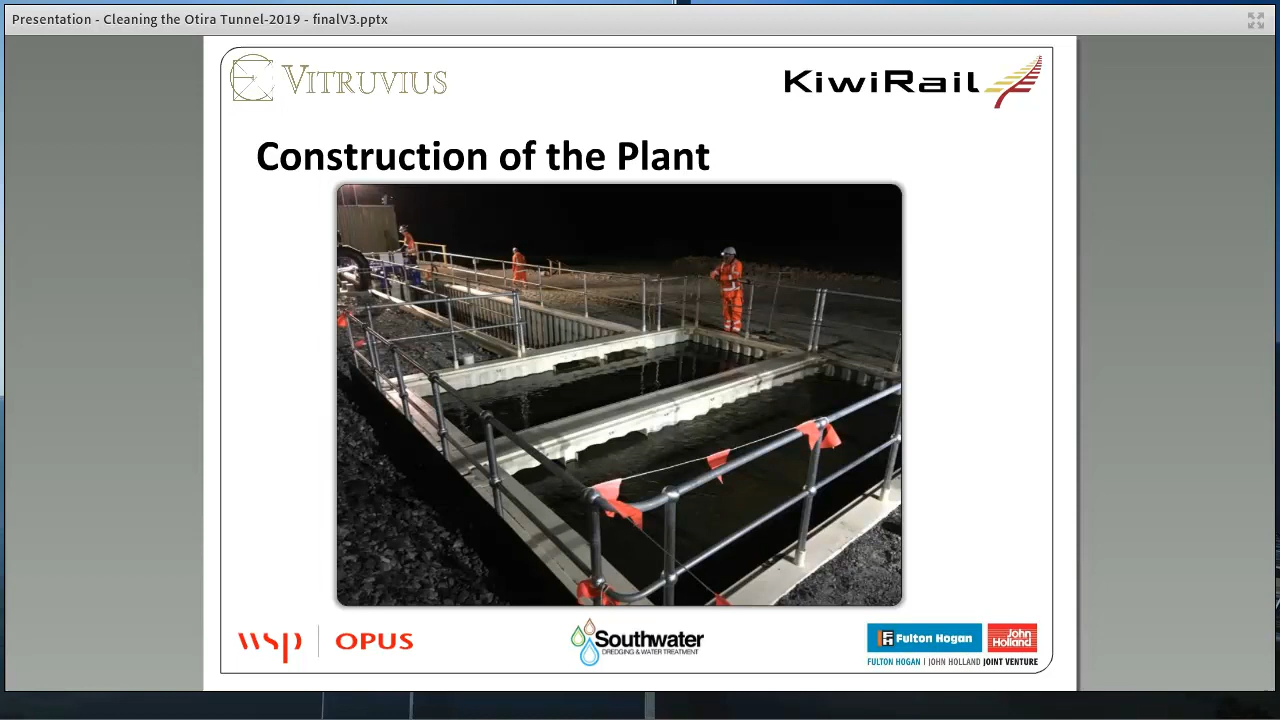 Presentation - Cleaning the Otira Tunnel-2019 - finalV3.pptx
VITRUVIUS
KiwiRail
Construction of the Plant
wsp | OPUS
Southwater
DREDGING & WATER TREATMENT
Fulton Hogan
John Holland
FULTON HOGAN | JOHN HOLLAND JOINT VENTURE